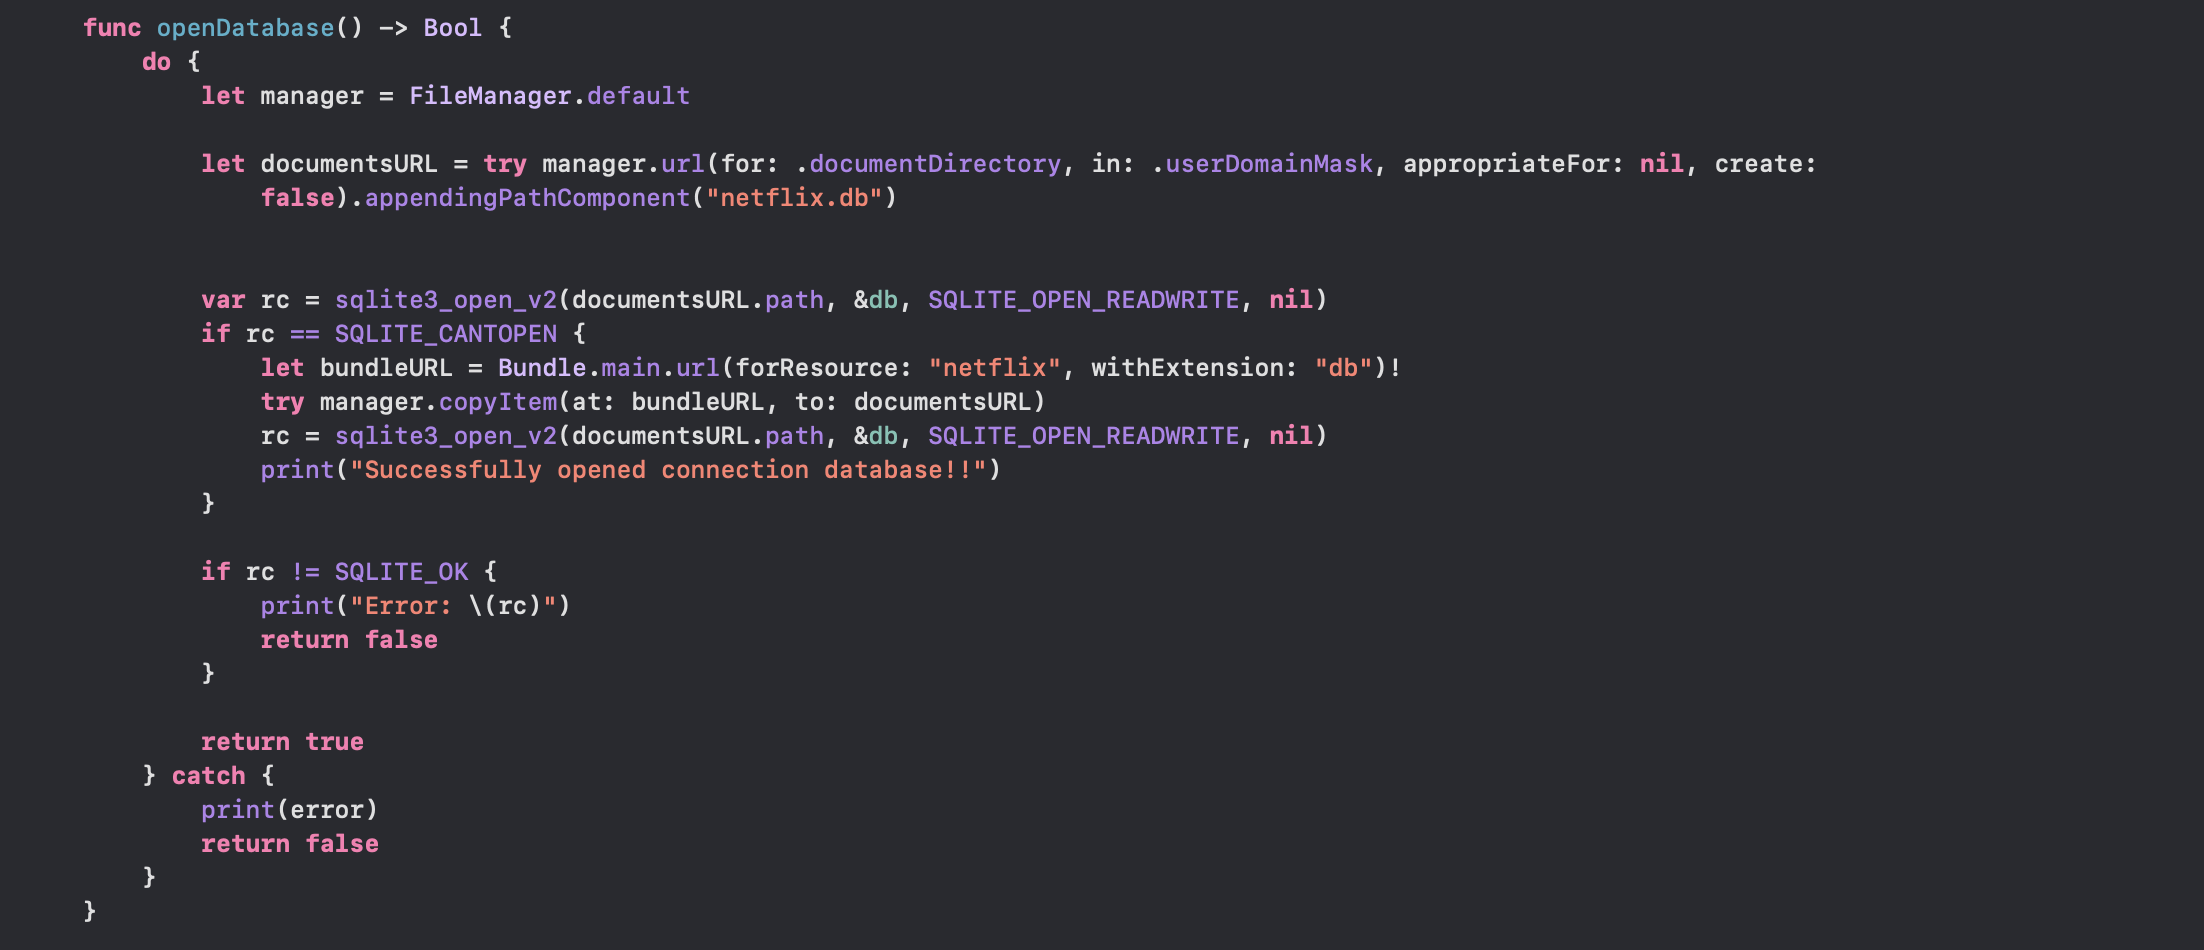 func openDatabase() -> Bool {
do {
let manager = FileManager.default
let documentsURL = try manager.url(for: .documentDirectory, in: .userDomainMask, appropriateFor: nil, create:
false).appendingPathComponent("netflix.db")
var rc = sqlite3_open_v2(documentsURL.path, &db, SQLITE_OPEN_READWRITE, nil)
if rc == SQLITE_CANTOPEN {
let bundleURL = Bundle.main.url(forResource: "netflix", withExtension: "db")!
try manager.copyItem(at: bundleURL, to: documentsURL)
rc = sqlite3_open_v2(documentsURL.path, &db, SQLITE_OPEN_READWRITE, nil)
print("Successfully opened connection database!!")
}
if rc != SQLITE_OK {
print("Error: \(rc)")
return false
}
return true
} catch {
print(error)
return false
}
}